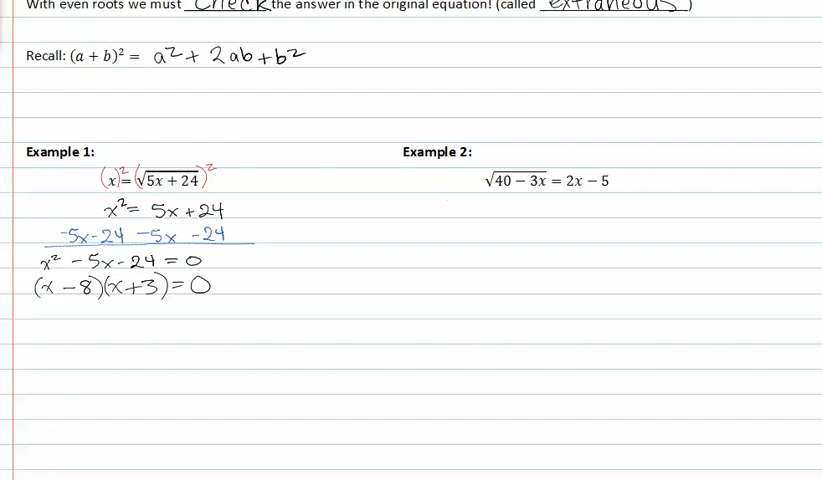 With even roots we must check the answer in the original equation! (called extraneous)
Recall: (a + b)² = a² + 2ab + b²
Example 1:
(x)² = (√5x + 24)²
x² = 5x + 24
-5x - 24 -5x -24
x² - 5x - 24 = 0
(x - 8)(x + 3) = 0
Example 2:
√40 − 3x = 2x − 5